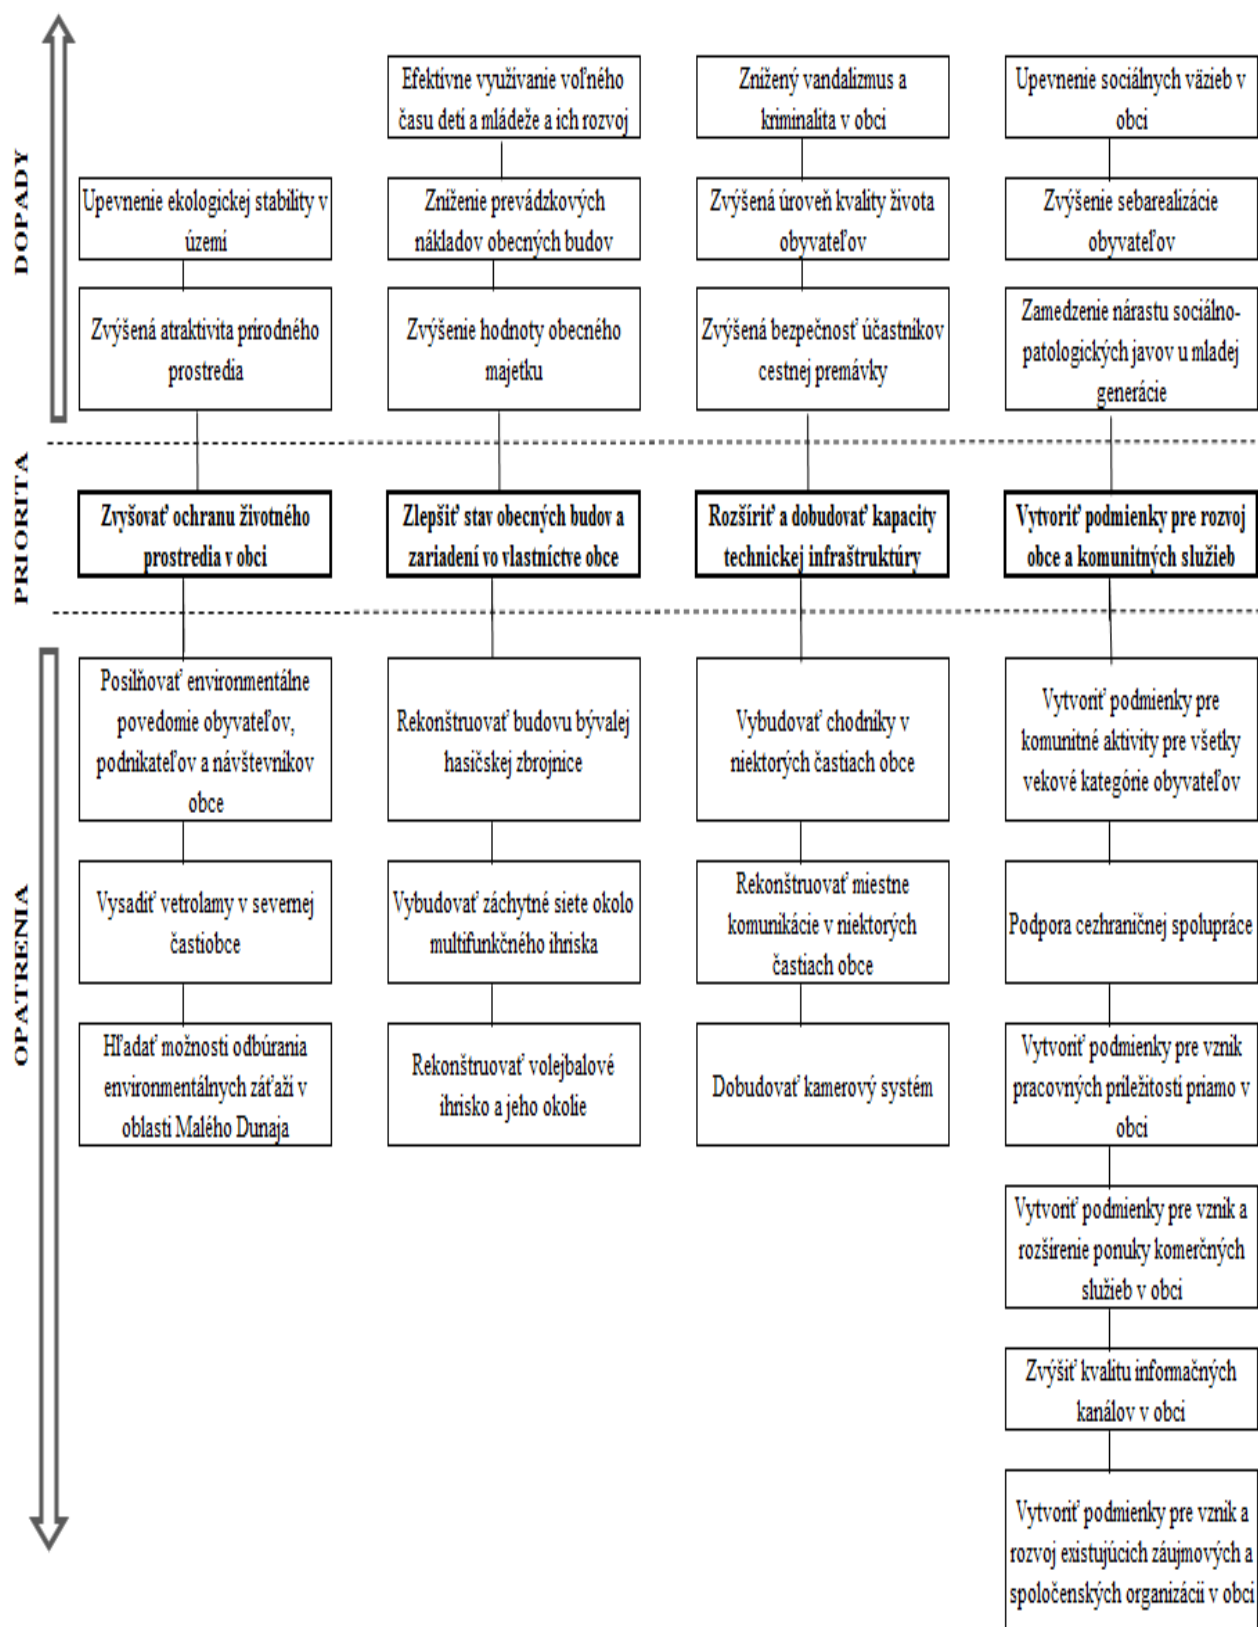 DOPADY
Efektívne využívanie voľného
času detí a mládeže a ich rozvoj
Znížený vandalizmus a
kriminalita v obci
Upevnenie sociálnych väzieb v
obci
Upevnenie ekologickej stability v
území
Zníženie prevádzkových
nákladov obecných budov
Zvýšená úroveň kvality života
obyvateľov
Zvýšenie sebarealizácie
obyvateľov
Zvýšená atraktivita prírodného
prostredia
Zvýšenie hodnoty obecného
majetku
Zvýšená bezpečnosť účastníkov
cestnej premávky
Zamedzenie nárastu sociálno-
patologických javov u mladej
generácie
PRIORITA
Zvyšovať ochranu životného
prostredia v obci
Zlepšiť stav obecných budov a
zariadení vo vlastníctve obce
Rozšíriť a dobudovať kapacity
technickej infraštruktúry
Vytvoriť podmienky pre rozvoj
obce a komunitných služieb
OPATRENIA
Posilňovať environmentálne
povedomie obyvateľov,
podnikateľov a návštevníkov
obce
Rekonštruovať budovu bývalej
hasičskej zbrojnice
Vybudovať chodníky v
niektorých častiach obce
Vytvoriť podmienky pre
komunitné aktivity pre všetky
vekové kategórie obyvateľov
Vysadiť vetrolamy v severnej
častiobce
Vybudovať záchytné siete okolo
multifunkčného ihriska
Rekonštruovať miestne
komunikácie v niektorých
častiach obce
Podpora cezhraničnej spolupráce
Hľadať možnosti odbúrania
environmentálnych záťaží v
oblasti Malého Dunaja
Rekonštruovať volejbalové
ihrisko a jeho okolie
Dobudovať kamerový systém
Vytvoriť podmienky pre vznik
pracovných príležitostí priamo v
obci
Vytvoriť podmienky pre vznik a
rozšírenie ponuky komerčných
služieb v obci
Zvýšiť kvalitu informačných
kanálov v obci
Vytvoriť podmienky pre vznik a
rozvoj existujúcich záujmových a
spoločenských organizácii v obci